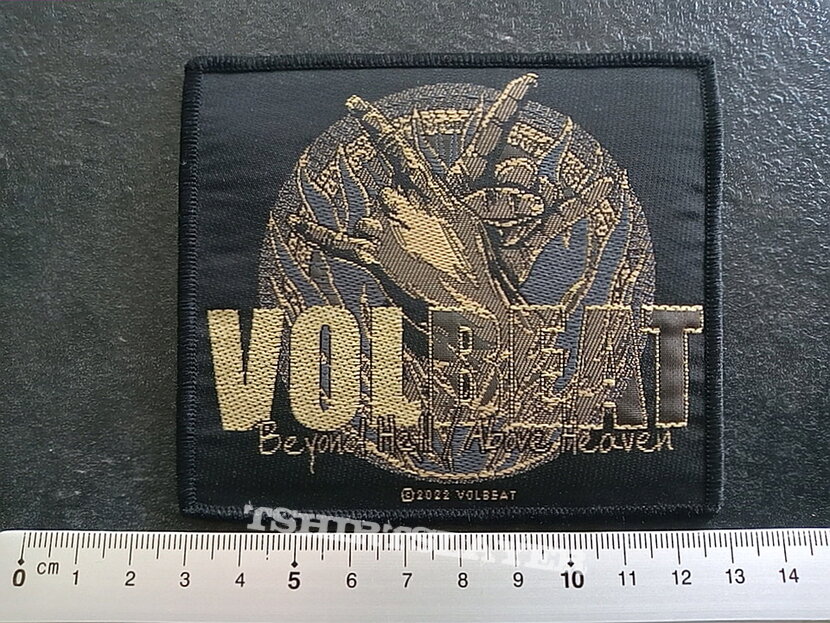 VOLBEAT
Beyond Hell / Above Heaven
©2022 VOLBEAT
TSHIRTSLAYER
0 cm 1 2 3 4 5 6 7 8 9 10 11 12 13 14